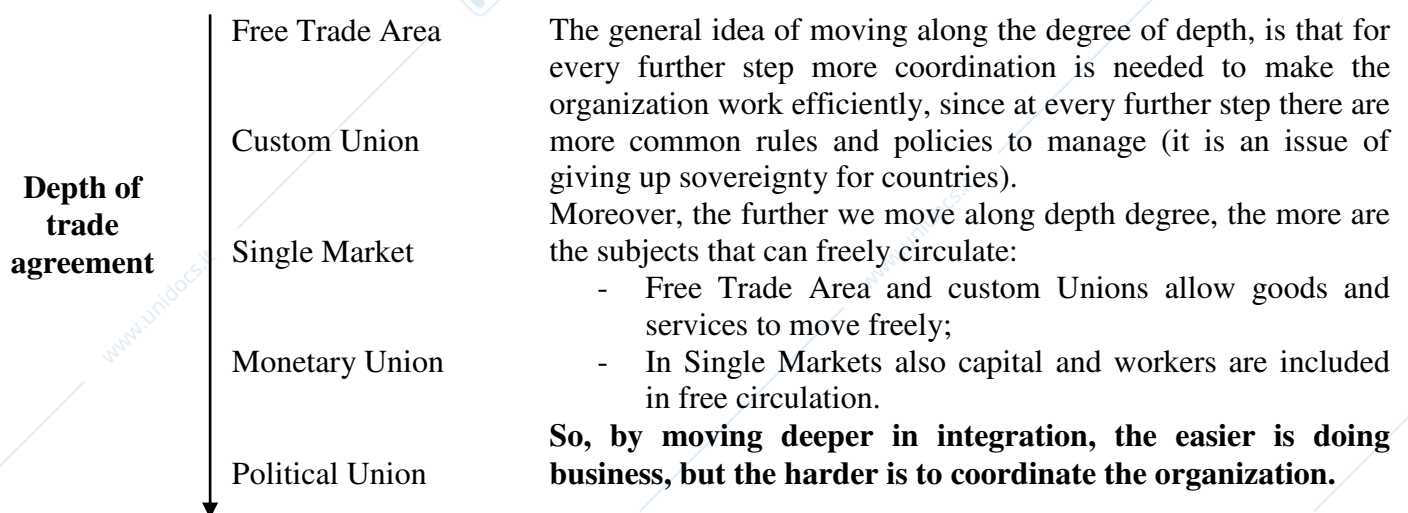 Depth of
trade
agreement
Free Trade Area
Custom Union
Single Market
Monetary Union
Political Union
The general idea of moving along the degree of depth, is that for
every further step more coordination is needed to make the
organization work efficiently, since at every further step there are
more common rules and policies to manage (it is an issue of
giving up sovereignty for countries).
Moreover, the further we move along depth degree, the more are
the subjects that can freely circulate:
- Free Trade Area and custom Unions allow goods and
services to move freely;
- In Single Markets also capital and workers are included
in free circulation.
So, by moving deeper in integration, the easier is doing
business, but the harder is to coordinate the organization.
www.unidocs.it
www.unidocs.it